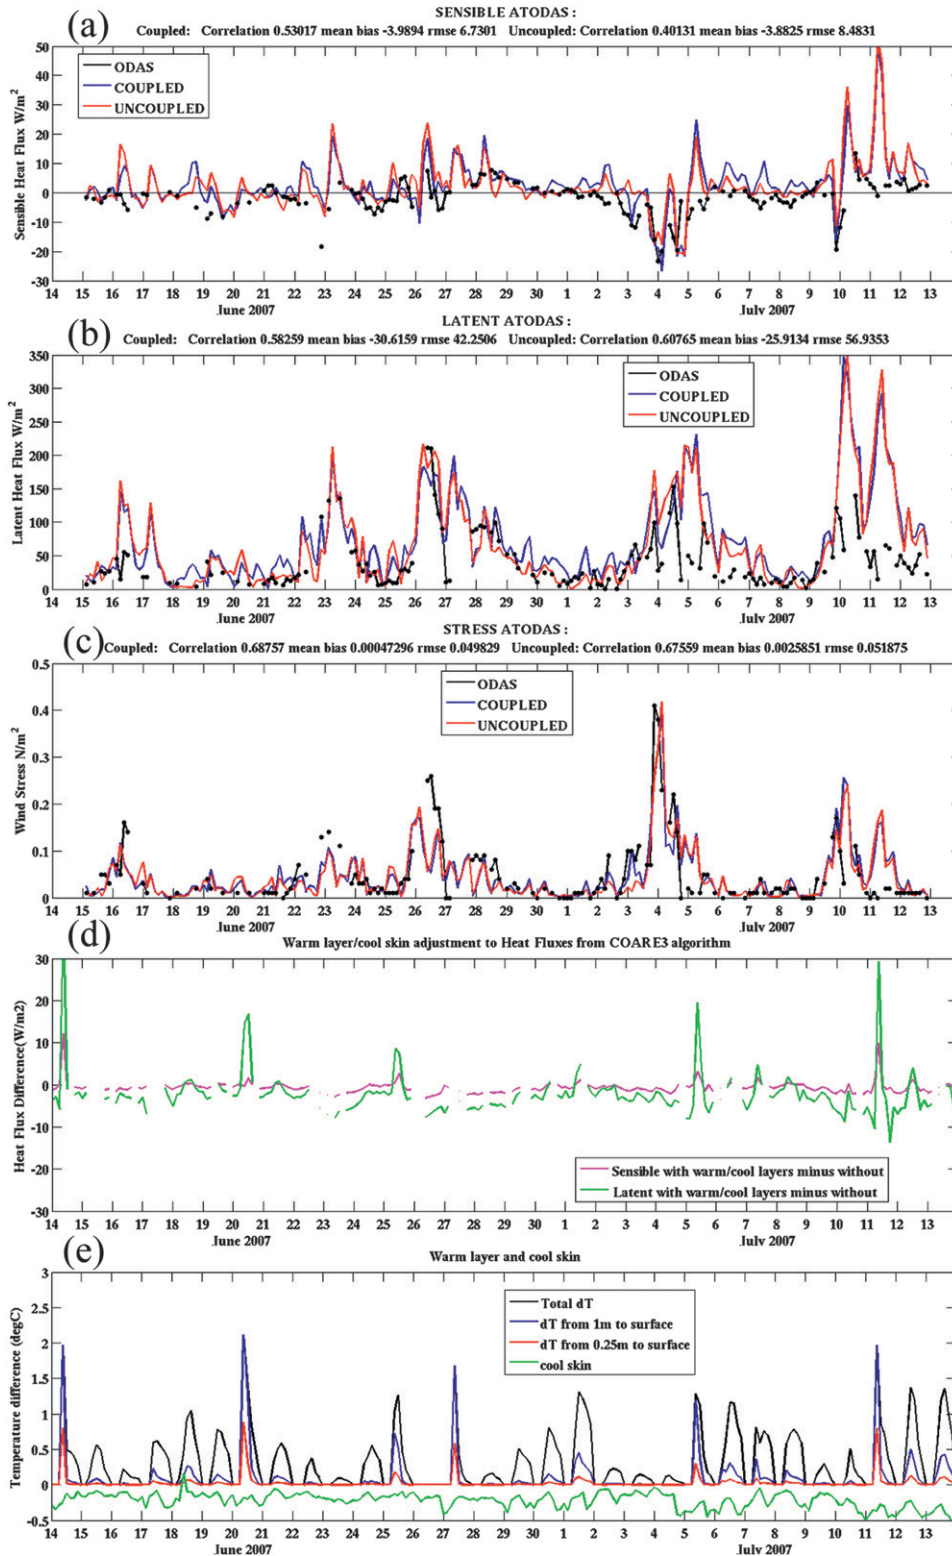 (a)
SENSIBLE ATODAS :
Coupled: Correlation 0.53017 mean bias -3.9894 rmse 6.7301 Uncoupled: Correlation 0.40131 mean bias -3.8825 rmse 8.4831
Sensible Heat Flux W/m²
50
40
30
20
10
0
-10
-20
-30
ODAS
COUPLED
UNCOUPLED
14 15 16 17 18 19 20 21 22 23 24 25 26 27 28 29 30 1 2 3 4 5 6 7 8 9 10 11 12 13
June 2007 July 2007
(b)
LATENT ATODAS :
Coupled: Correlation 0.58259 mean bias -30.6159 rmse 42.2506 Uncoupled: Correlation 0.60765 mean bias -25.9134 rmse 56.9353
Latent Heat Flux W/m²
350
300
250
200
150
100
50
0
ODAS
COUPLED
UNCOUPLED
14 15 16 17 18 19 20 21 22 23 24 25 26 27 28 29 30 1 2 3 4 5 6 7 8 9 10 11 12 13
June 2007 July 2007
(c)
STRESS ATODAS :
Coupled: Correlation 0.68757 mean bias 0.00047296 rmse 0.049829 Uncoupled: Correlation 0.67559 mean bias 0.0025851 rmse 0.051875
Wind Stress N/m²
0.5
0.4
0.3
0.2
0.1
0
ODAS
COUPLED
UNCOUPLED
14 15 16 17 18 19 20 21 22 23 24 25 26 27 28 29 30 1 2 3 4 5 6 7 8 9 10 11 12 13
June 2007 July 2007
(d)
Warm layer/cool skin adjustment to Heat Fluxes from COARE3 algorithm
Heat Flux Difference(W/m2)
30
20
10
0
-10
-20
-30
Sensible with warm/cool layers minus without
Latent with warm/cool layers minus without
14 15 16 17 18 19 20 21 22 23 24 25 26 27 28 29 30 1 2 3 4 5 6 7 8 9 10 11 12 13
June 2007 July 2007
(e)
Warm layer and cool skin
Temperature difference (degC)
3
2.5
2
1.5
1
0.5
0
-0.5
Total dT
dT from 1m to surface
dT from 0.25m to surface
cool skin
14 15 16 17 18 19 20 21 22 23 24 25 26 27 28 29 30 1 2 3 4 5 6 7 8 9 10 11 12 13
June 2007 July 2007